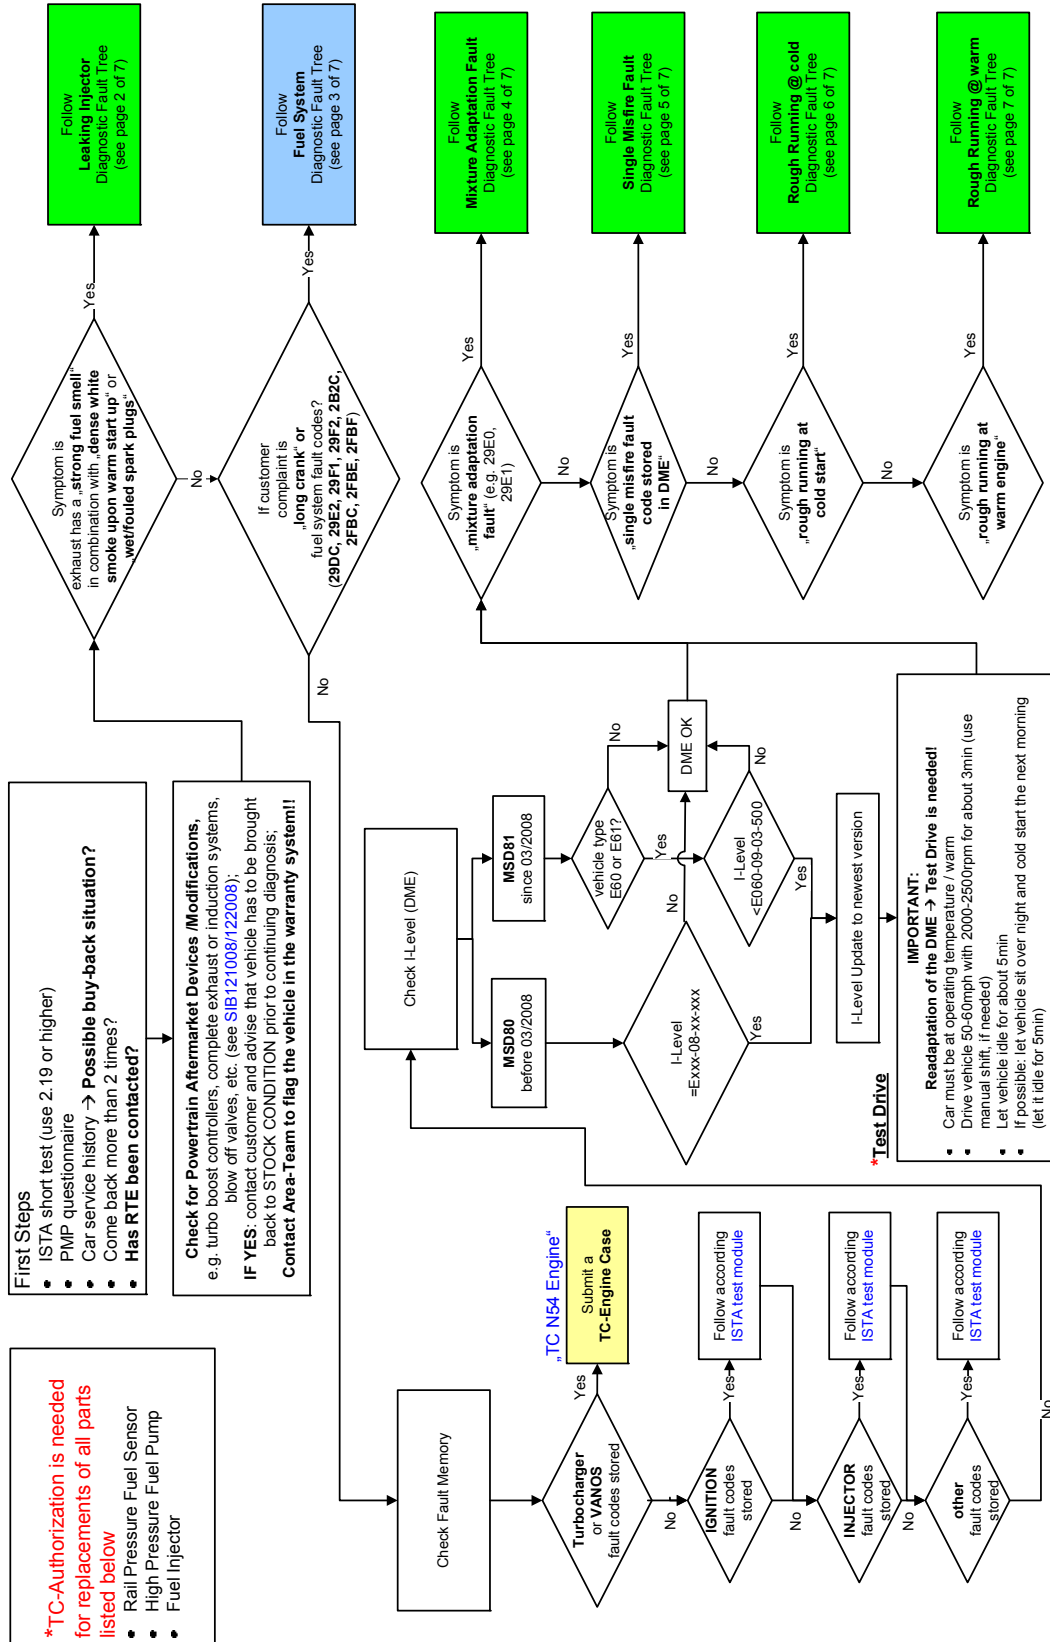 *TC-Authorization is needed
for replacements of all parts
listed below
• Rail Pressure Fuel Sensor
• High Pressure Fuel Pump
• Fuel Injector
First Steps
• ISTA short test (use 2.19 or higher)
• PMP questionnaire
• Car service history → Possible buy-back situation?
• Come back more than 2 times?
• Has RTE been contacted?
Check for Powertrain Aftermarket Devices /Modifications,
e.g. turbo boost controllers, complete exhaust or induction systems,
blow off valves, etc. (see SIB121008/122008);
IF YES: contact customer and advise that vehicle has to be brought
back to STOCK CONDITION prior to continuing diagnosis;
Contact Area-Team to flag the vehicle in the warranty system!!
Symptom is
exhaust has a „strong fuel smell“
in combination with „dense white
smoke upon warm start up“ or
„wet/fouled spark plugs“
Yes
Follow
Leaking Injector
Diagnostic Fault Tree
(see page 2 of 7)
No
If customer
complaint is
„long crank“ or
fuel system fault codes?
(29DC, 29E2, 29F1, 29F2, 2B2C,
2FBC, 2FBE, 2FBF)
Yes
Follow
Fuel System
Diagnostic Fault Tree
(see page 3 of 7)
No
Check Fault Memory
Turbocharger
or VANOS
fault codes stored
Yes
„TC N54 Engine“
Submit a
TC-Engine Case
No
IGNITION
fault codes
stored
Yes
Follow according
ISTA test module
No
INJECTOR
fault codes
stored
Yes
Follow according
ISTA test module
No
other
fault codes
stored
Yes
Follow according
ISTA test module
No
Check I-Level (DME)
MSD80
before 03/2008
MSD81
since 03/2008
I-Level
=Exxx-08-xx-xxx
No
Yes
vehicle type
E60 or E61?
No
Yes
I-Level
<E060-09-03-500
No
Yes
DME OK
I-Level Update to newest version
*Test Drive
IMPORTANT:
Readaptation of the DME → Test Drive is needed!
• Car must be at operating temperature / warm
• Drive vehicle 50-60mph with 2000-2500rpm for about 3min (use
manual shift, if needed)
• Let vehicle idle for about 5min
• If possible: let vehicle sit over night and cold start the next morning
(let it idle for 5min)
Symptom is
„mixture adaptation
fault“ (e.g. 29E0,
29E1)
Yes
Follow
Mixture Adaptation Fault
Diagnostic Fault Tree
(see page 4 of 7)
No
Symptom is
„single misfire fault
code stored
in DME“
Yes
Follow
Single Misfire Fault
Diagnostic Fault Tree
(see page 5 of 7)
No
Symptom is
„rough running at
cold start“
Yes
Follow
Rough Running @ cold
Diagnostic Fault Tree
(see page 6 of 7)
No
Symptom is
„rough running at
warm engine“
Yes
Follow
Rough Running @ warm
Diagnostic Fault Tree
(see page 7 of 7)